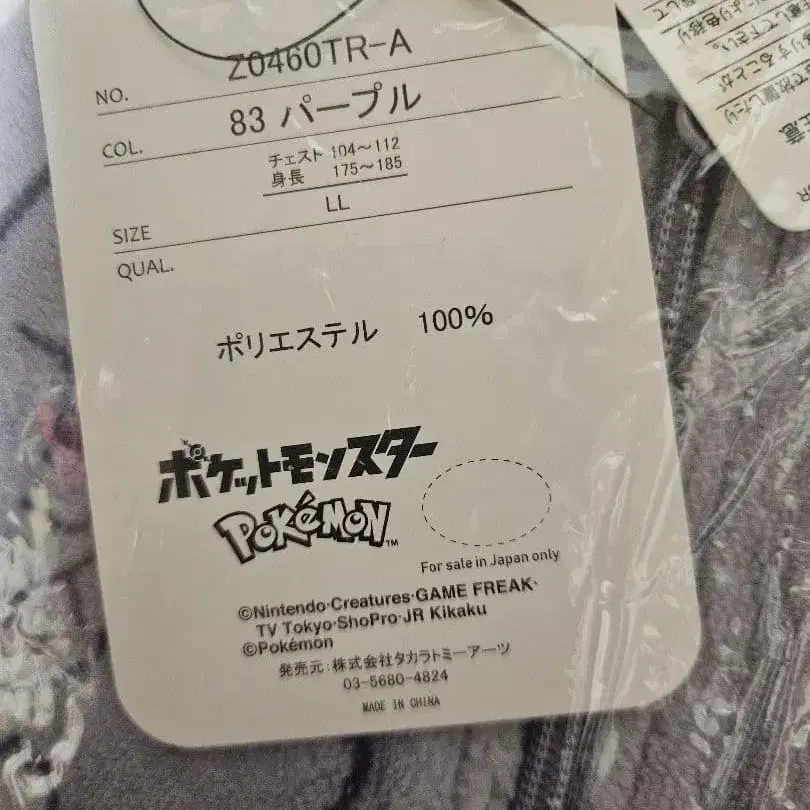 NO. Z0460TR-A
COL. 83 パープル
チェスト 104～112
身長 175～185
SIZE LL
QUAL.
ポリエステル 100%
ポケットモンスター
POKéMON™
For sale in Japan only
©Nintendo·Creatures·GAME FREAK·
TV Tokyo·ShoPro·JR Kikaku
©Pokémon
発売元:株式会社タカラトミーアーツ
03-5680-4824
MADE IN CHINA